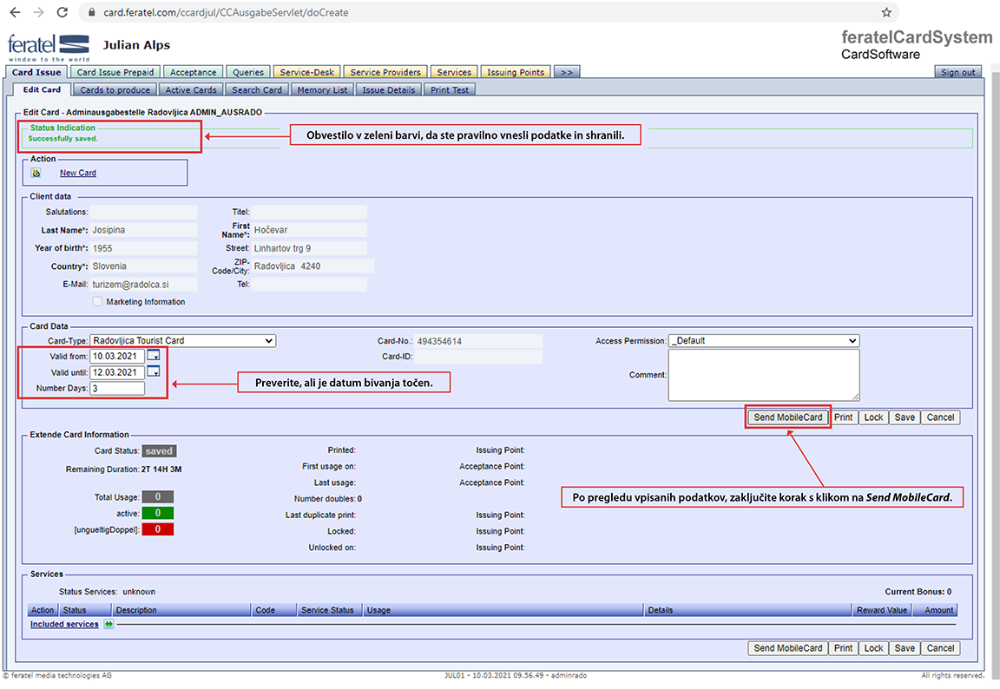 card.feratel.com/ccardjul/CCAusgabeServlet/doCreate
feratel
window to the world
Julian Alps
feratelCardSystem
CardSoftware
Card Issue Card Issue Prepaid Acceptance Queries Service-Desk Service Providers Services Issuing Points >> Sign out
Edit Card Cards to produce Active Cards Search Card Memory List Issue Details Print Test
Edit Card - Adminausgabestelle Radovljica ADMIN_AUSRADO
Status Indication
Successfully saved.
Obvestilo v zeleni barvi, da ste pravilno vnesli podatke in shranili.
Action
New Card
Client data
Salutations: Titel:
Last Name*: Josipina First Name*: Hočevar
Year of birth*: 1955 Street: Linhartov trg 9
Country*: Slovenia ZIP-Code/City: Radovljica 4240
E-Mail: turizem@radolca.si Tel:
Marketing Information
Card Data
Card-Type: Radovljica Tourist Card Card-No.: 494354614 Access Permission: _Default
Valid from: 10.03.2021 Card-ID:
Valid until: 12.03.2021 Comment:
Number Days: 3
Preverite, ali je datum bivanja točen.
Send MobileCard Print Lock Save Cancel
Extende Card Information
Card Status: saved Printed: Issuing Point:
Remaining Duration: 2T 14H 3M First usage on: Acceptance Point:
Last usage: Acceptance Point:
Total Usage: 0 Number doubles: 0
active: 0 Last duplicate print: Issuing Point:
[ungueltigDoppel]: 0 Locked: Issuing Point:
Unlocked on: Issuing Point:
Po pregledu vpisanih podatkov, zaključite korak s klikom na Send MobileCard.
Services
Status Services: unknown Current Bonus: 0
Action Status Description Code Service Status Usage Details Reward Value Amount
Included services
Send MobileCard Print Lock Save Cancel
© feratel media technologies AG JUL01 - 10.03.2021 09.56.49 - adminrado All rights reserved.